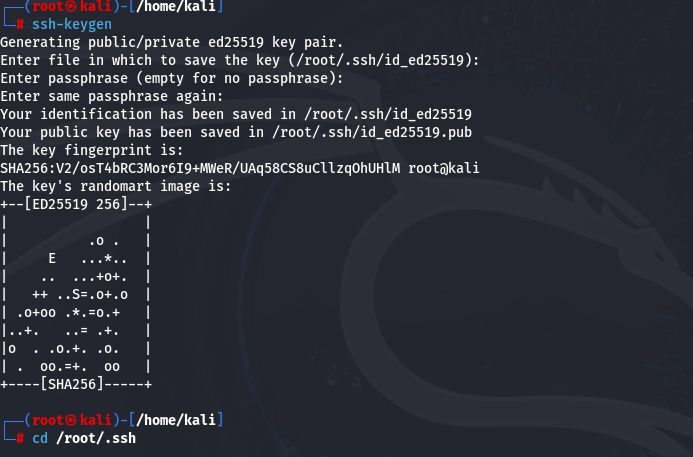 ┌──(root㉿kali)-[/home/kali]
└─# ssh-keygen
Generating public/private ed25519 key pair.
Enter file in which to save the key (/root/.ssh/id_ed25519):
Enter passphrase (empty for no passphrase):
Enter same passphrase again:
Your identification has been saved in /root/.ssh/id_ed25519
Your public key has been saved in /root/.ssh/id_ed25519.pub
The key fingerprint is:
SHA256:V2/osT4bRC3Mor6I9+MWeR/UAq58CS8uCllzqOhUHlM root@kali
The key's randomart image is:
+--[ED25519 256]--+
|                 |
|          .o .   |
|     E   ...*..  |
|    ..  ...+o+.  |
|   ++ ..S=.o+.o  |
| .o+oo .*.=o.+   |
|..+.   ..= .+.   |
|o  . .o.+. .o.   |
| .  oo.=+.  oo   |
+----[SHA256]-----+
┌──(root㉿kali)-[/home/kali]
└─# cd /root/.ssh